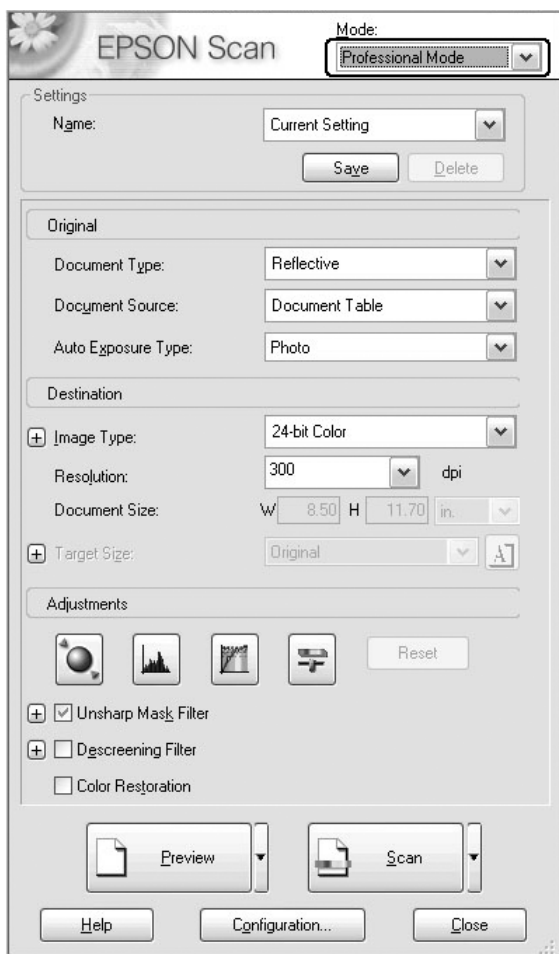 EPSON Scan
Mode:
Professional Mode
Settings
Name:
Current Setting
Save
Delete
Original
Document Type:
Reflective
Document Source:
Document Table
Auto Exposure Type:
Photo
Destination
Image Type:
24-bit Color
Resolution:
300
dpi
Document Size:
W 8.50 H 11.70 in.
Target Size:
Original
A
Adjustments
Reset
Unsharp Mask Filter
Descreening Filter
Color Restoration
Preview
Scan
Help
Configuration...
Close